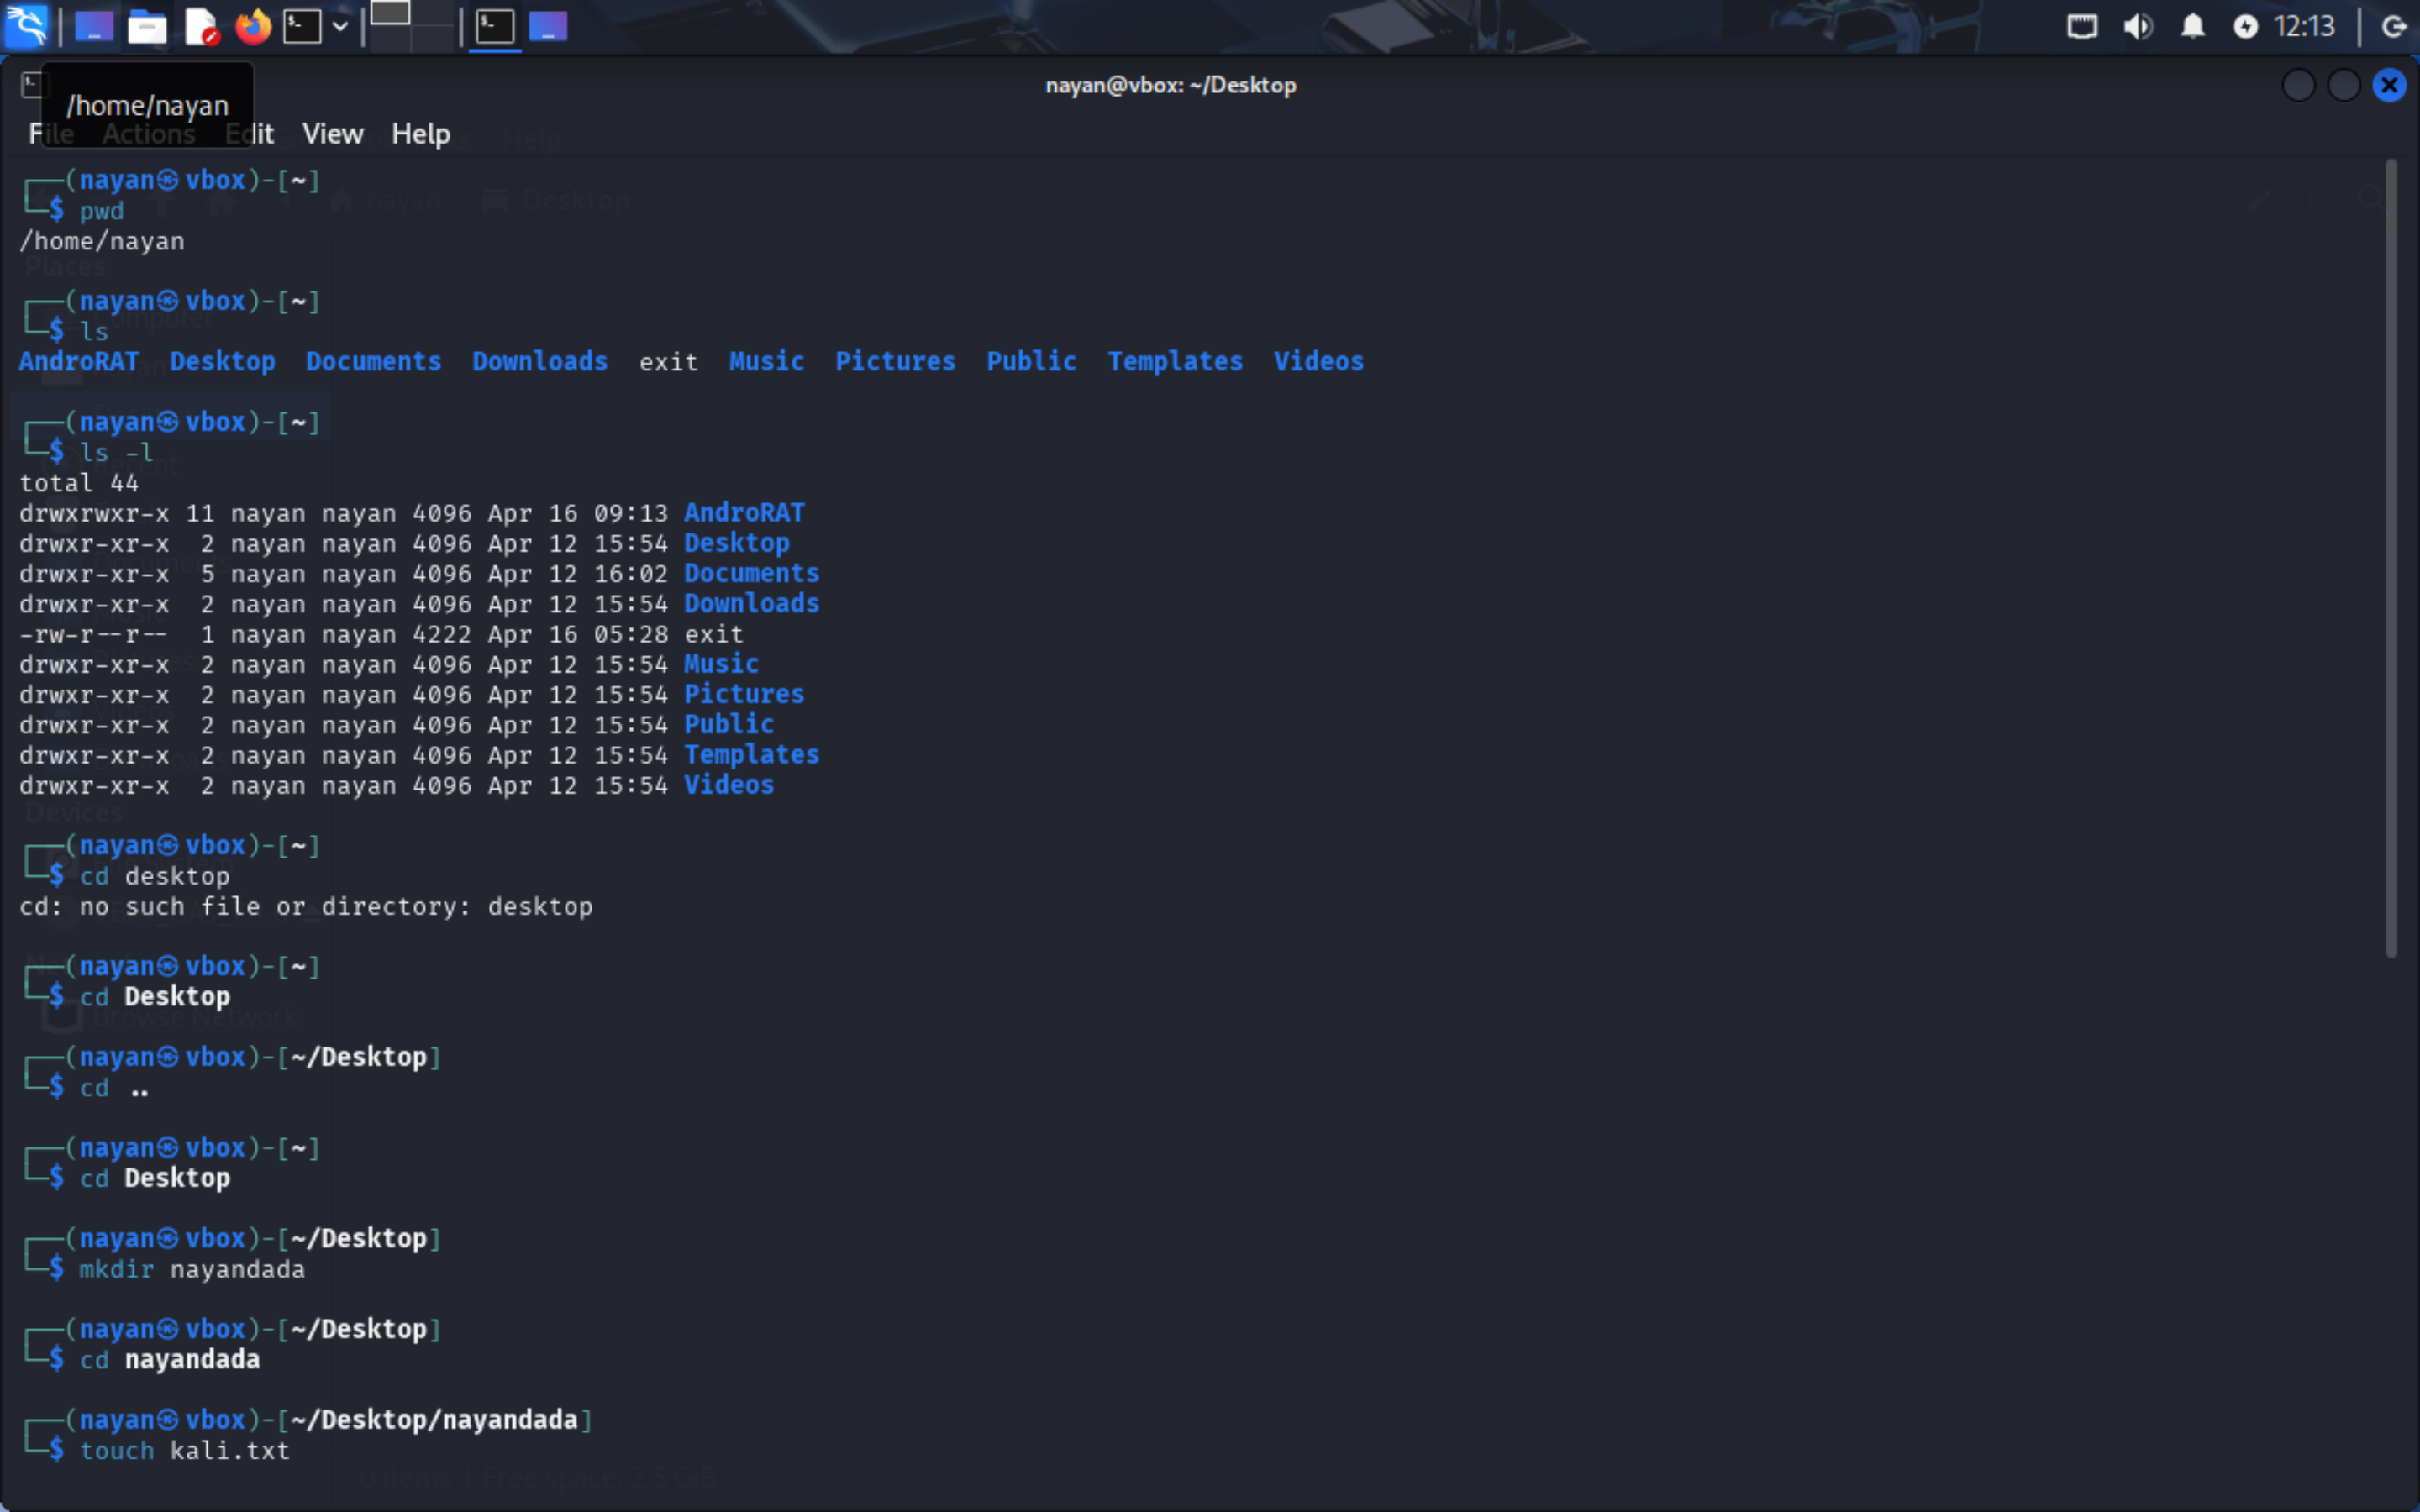 12:13
nayan@vbox: ~/Desktop
/home/nayan
File Actions Edit View Help
┌──(nayan㉿vbox)-[~]
└─$ pwd
/home/nayan
┌──(nayan㉿vbox)-[~]
└─$ ls
AndroRAT Desktop Documents Downloads exit Music Pictures Public Templates Videos
┌──(nayan㉿vbox)-[~]
└─$ ls -l
total 44
drwxrwxr-x 11 nayan nayan 4096 Apr 16 09:13 AndroRAT
drwxr-xr-x 2 nayan nayan 4096 Apr 12 15:54 Desktop
drwxr-xr-x 5 nayan nayan 4096 Apr 12 16:02 Documents
drwxr-xr-x 2 nayan nayan 4096 Apr 12 15:54 Downloads
-rw-r--r-- 1 nayan nayan 4222 Apr 16 05:28 exit
drwxr-xr-x 2 nayan nayan 4096 Apr 12 15:54 Music
drwxr-xr-x 2 nayan nayan 4096 Apr 12 15:54 Pictures
drwxr-xr-x 2 nayan nayan 4096 Apr 12 15:54 Public
drwxr-xr-x 2 nayan nayan 4096 Apr 12 15:54 Templates
drwxr-xr-x 2 nayan nayan 4096 Apr 12 15:54 Videos
┌──(nayan㉿vbox)-[~]
└─$ cd desktop
cd: no such file or directory: desktop
┌──(nayan㉿vbox)-[~]
└─$ cd Desktop
┌──(nayan㉿vbox)-[~/Desktop]
└─$ cd ..
┌──(nayan㉿vbox)-[~]
└─$ cd Desktop
┌──(nayan㉿vbox)-[~/Desktop]
└─$ mkdir nayandada
┌──(nayan㉿vbox)-[~/Desktop]
└─$ cd nayandada
┌──(nayan㉿vbox)-[~/Desktop/nayandada]
└─$ touch kali.txt
0 items | Free space: 2.5 GiB